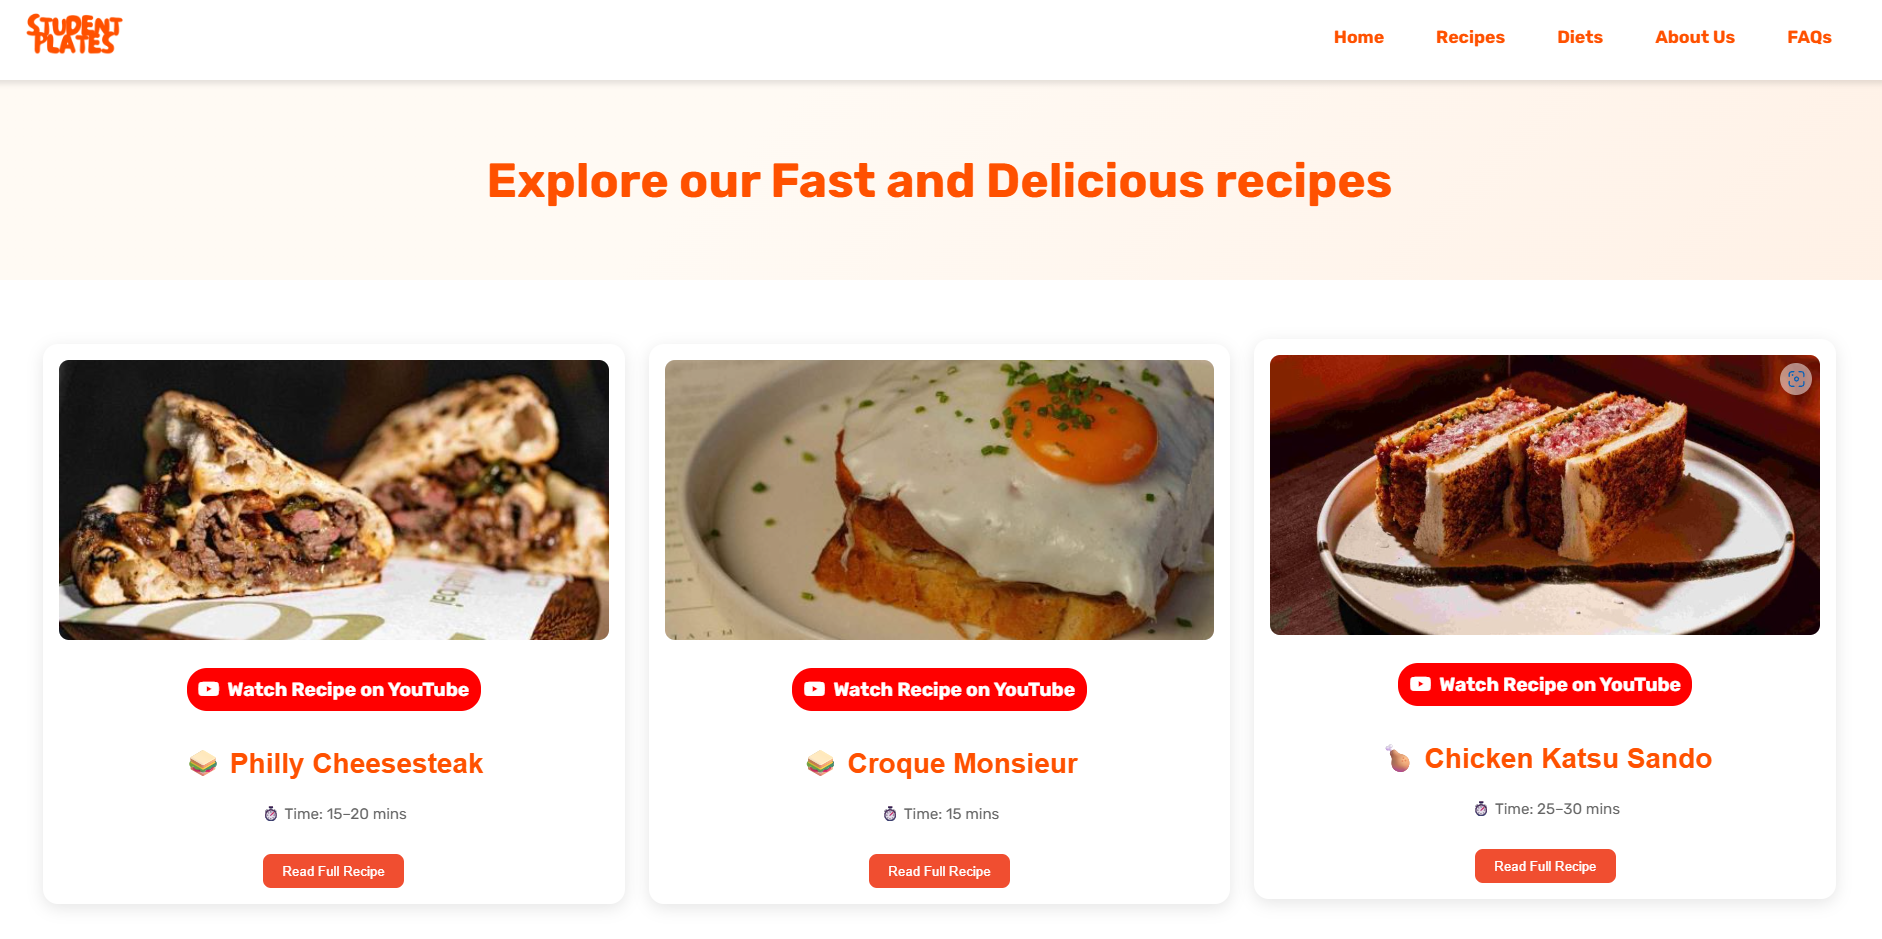 STUDENT
PLATES
Home
Recipes
Diets
About Us
FAQs
Explore our Fast and Delicious recipes
Watch Recipe on YouTube
Philly Cheesesteak
Time: 15–20 mins
Read Full Recipe
Watch Recipe on YouTube
Croque Monsieur
Time: 15 mins
Read Full Recipe
Watch Recipe on YouTube
Chicken Katsu Sando
Time: 25–30 mins
Read Full Recipe